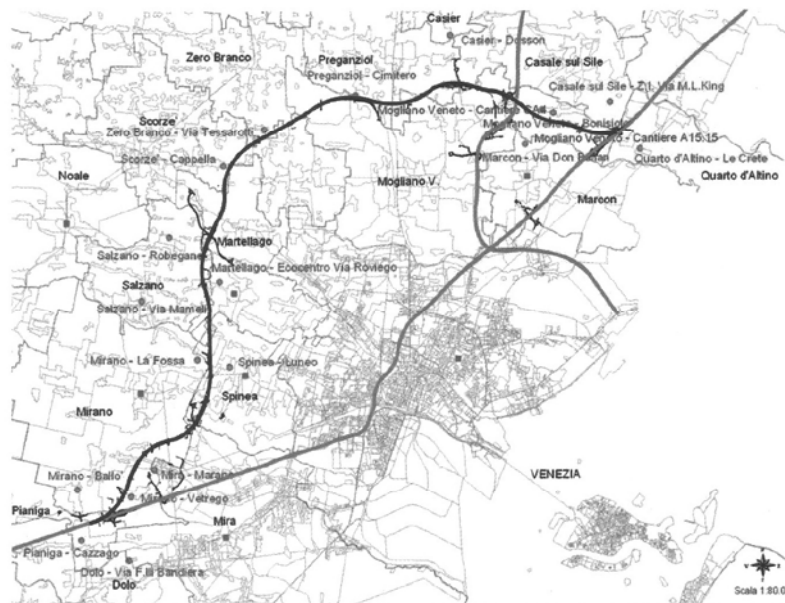 Casier
Casier - Dosson
Zero Branco
Preganziol
Preganziol - Cimitero
Casale sul Sile
Casale sul Sile - Z.I. Via M.L.King
Mogliano Veneto - Cantiere
Scorze'
Zero Branco - Via Tessarotti
Mogliano Veneto - Bonisiolo
Mogliano Veneto - Cantiere A15.15
Scorze' - Cappella
Marcon - Via Don
Quarto d'Altino - Le Crete
Noale
Mogliano V.
Quarto d'Altino
Marcon
Martellago
Salzano - Robegano
Martellago - Ecocentro Via Roviego
Salzano
Salzano - Via Mameli
Mirano - La Fossa
Spinea - Luneo
Spinea
Mirano
Mirano - Ballo'
Marano
VENEZIA
Mirano - Vetrego
Pianiga
Mira
Pianiga - Cazzago
Dolo - Via F.lli Bandiera
Dolo
Scala 1:80.0